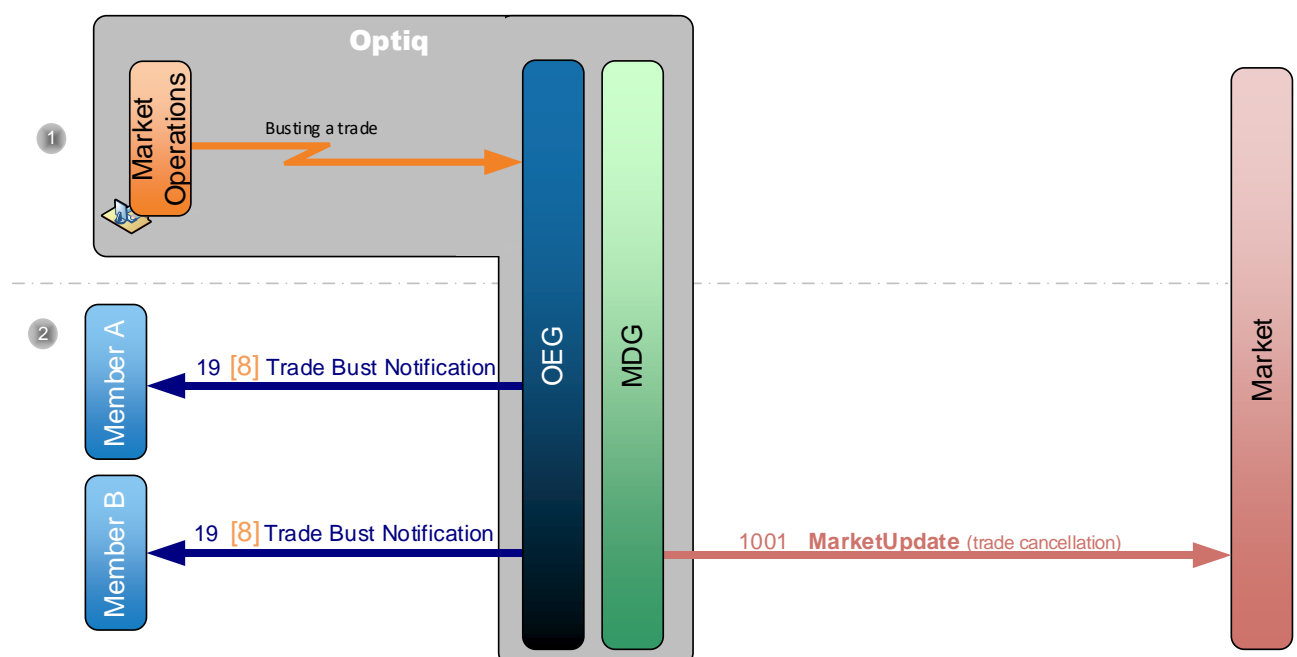 Optiq
1
Market
Operations
Busting a trade
OEG
MDG
Market
2
Member A
19 [8] Trade Bust Notification
Member B
19 [8] Trade Bust Notification
1001 MarketUpdate (trade cancellation)